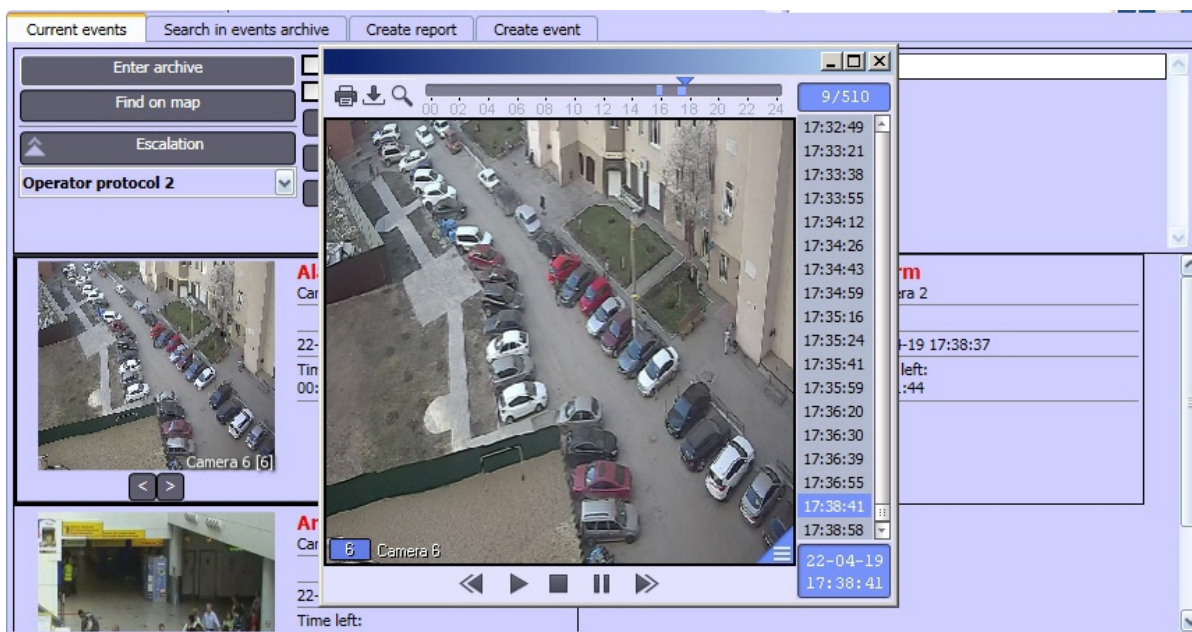 Current events Search in events archive Create report Create event
Enter archive
Find on map
Escalation
Operator protocol 2
9/510
00 02 04 06 08 10 12 14 16 18 20 22 24
17:32:49
17:33:21
17:33:38
17:33:55
17:34:12
17:34:26
17:34:43
17:34:59
17:35:16
17:35:24
17:35:41
17:35:59
17:36:20
17:36:30
17:36:39
17:36:55
17:38:41
17:38:58
6 Camera 6
22-04-19
17:38:41
Camera 6 [6]
< >
22-
00:
rm
era 2
-19 17:38:37
left:
:44
22-
Time left: